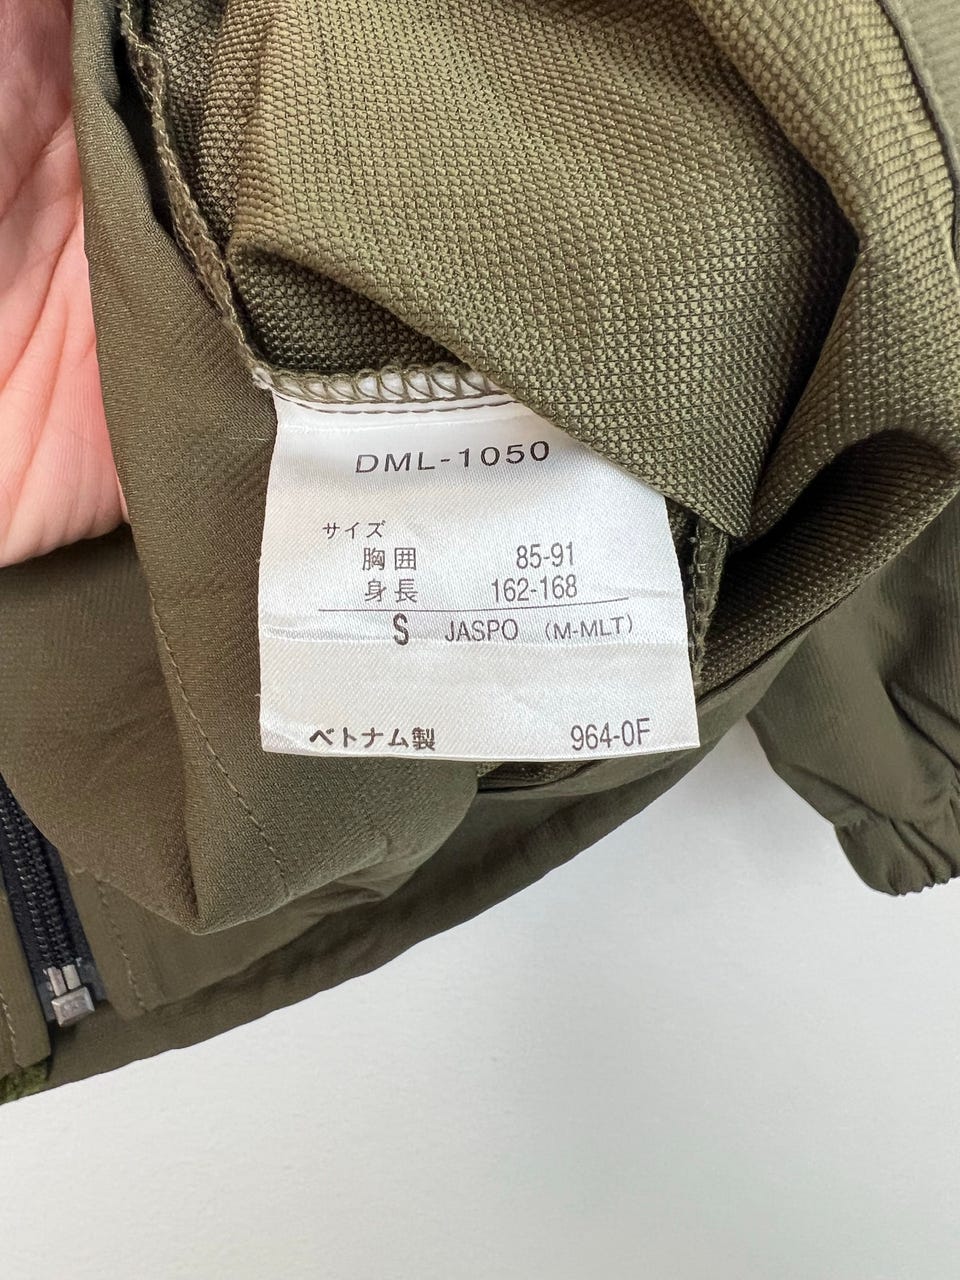 DML-1050
サイズ
胸囲 85-91
身長 162-168
S JASPO (M-MLT)
ベトナム製 964-0F